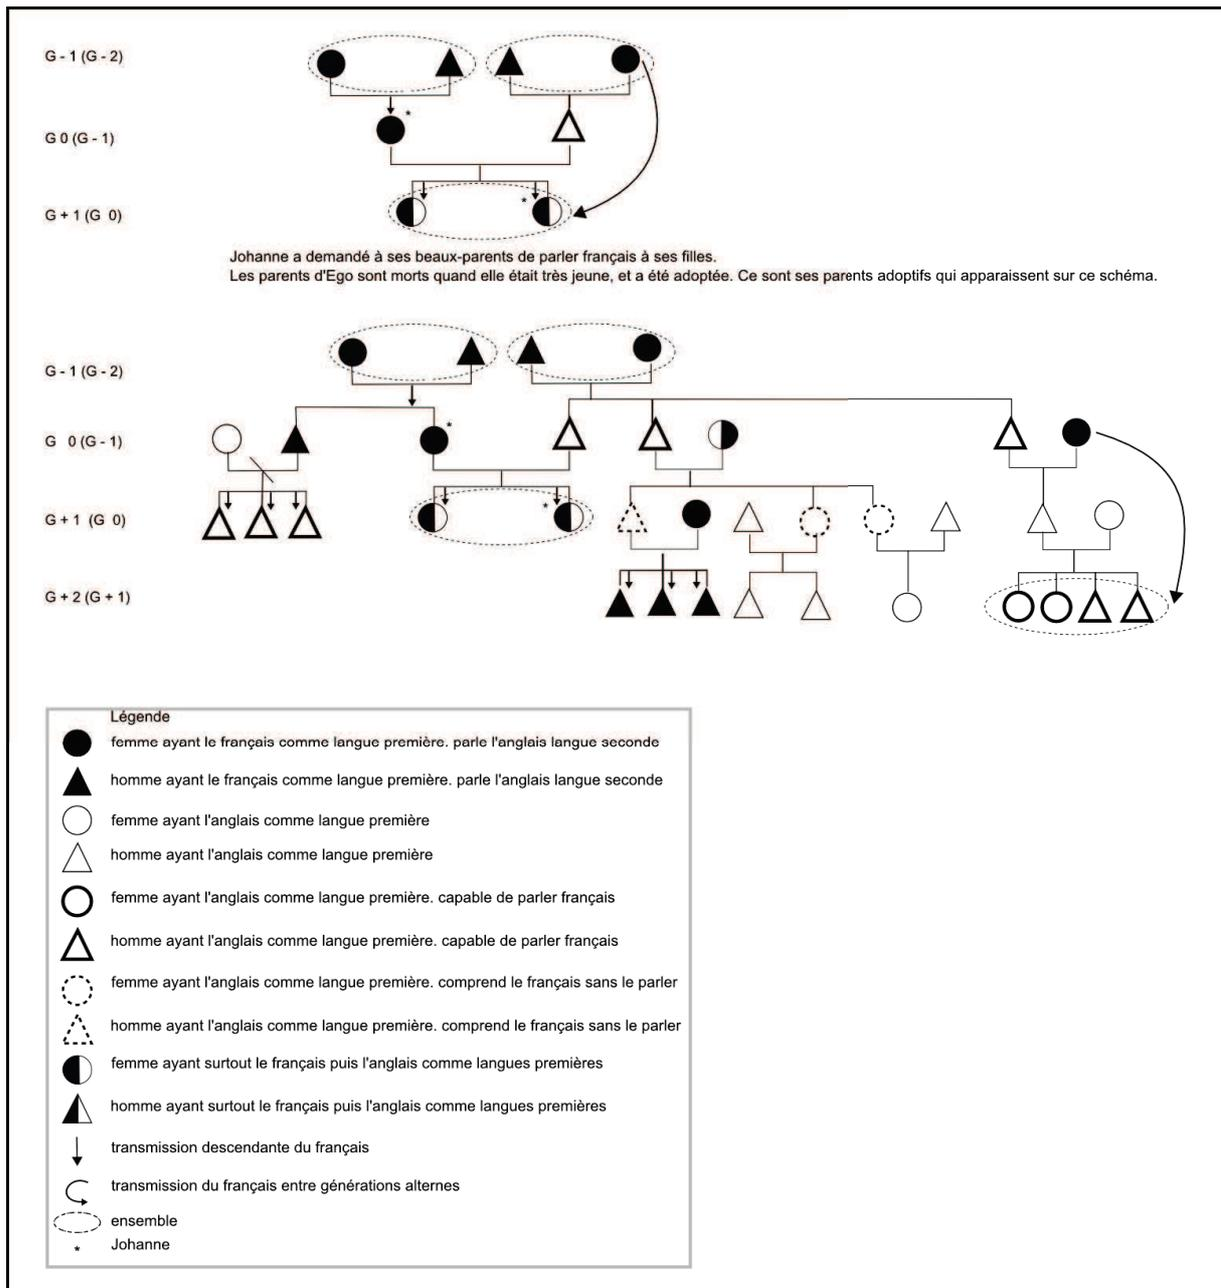 G - 1 (G - 2)
*
G 0 (G - 1)
G + 1 (G 0)
*
Johanne a demandé à ses beaux-parents de parler français à ses filles.
Les parents d'Ego sont morts quand elle était très jeune, et a été adoptée. Ce sont ses parents adoptifs qui apparaissent sur ce schéma.
G - 1 (G - 2)
*
G 0 (G - 1)
G + 1 (G 0)
*
G + 2 (G + 1)
Légende
femme ayant le français comme langue première. parle l'anglais langue seconde
homme ayant le français comme langue première. parle l'anglais langue seconde
femme ayant l'anglais comme langue première
homme ayant l'anglais comme langue première
femme ayant l'anglais comme langue première. capable de parler français
homme ayant l'anglais comme langue première. capable de parler français
femme ayant l'anglais comme langue première. comprend le français sans le parler
homme ayant l'anglais comme langue première. comprend le français sans le parler
femme ayant surtout le français puis l'anglais comme langues premières
homme ayant surtout le français puis l'anglais comme langues premières
transmission descendante du français
transmission du français entre générations alternes
ensemble
* Johanne